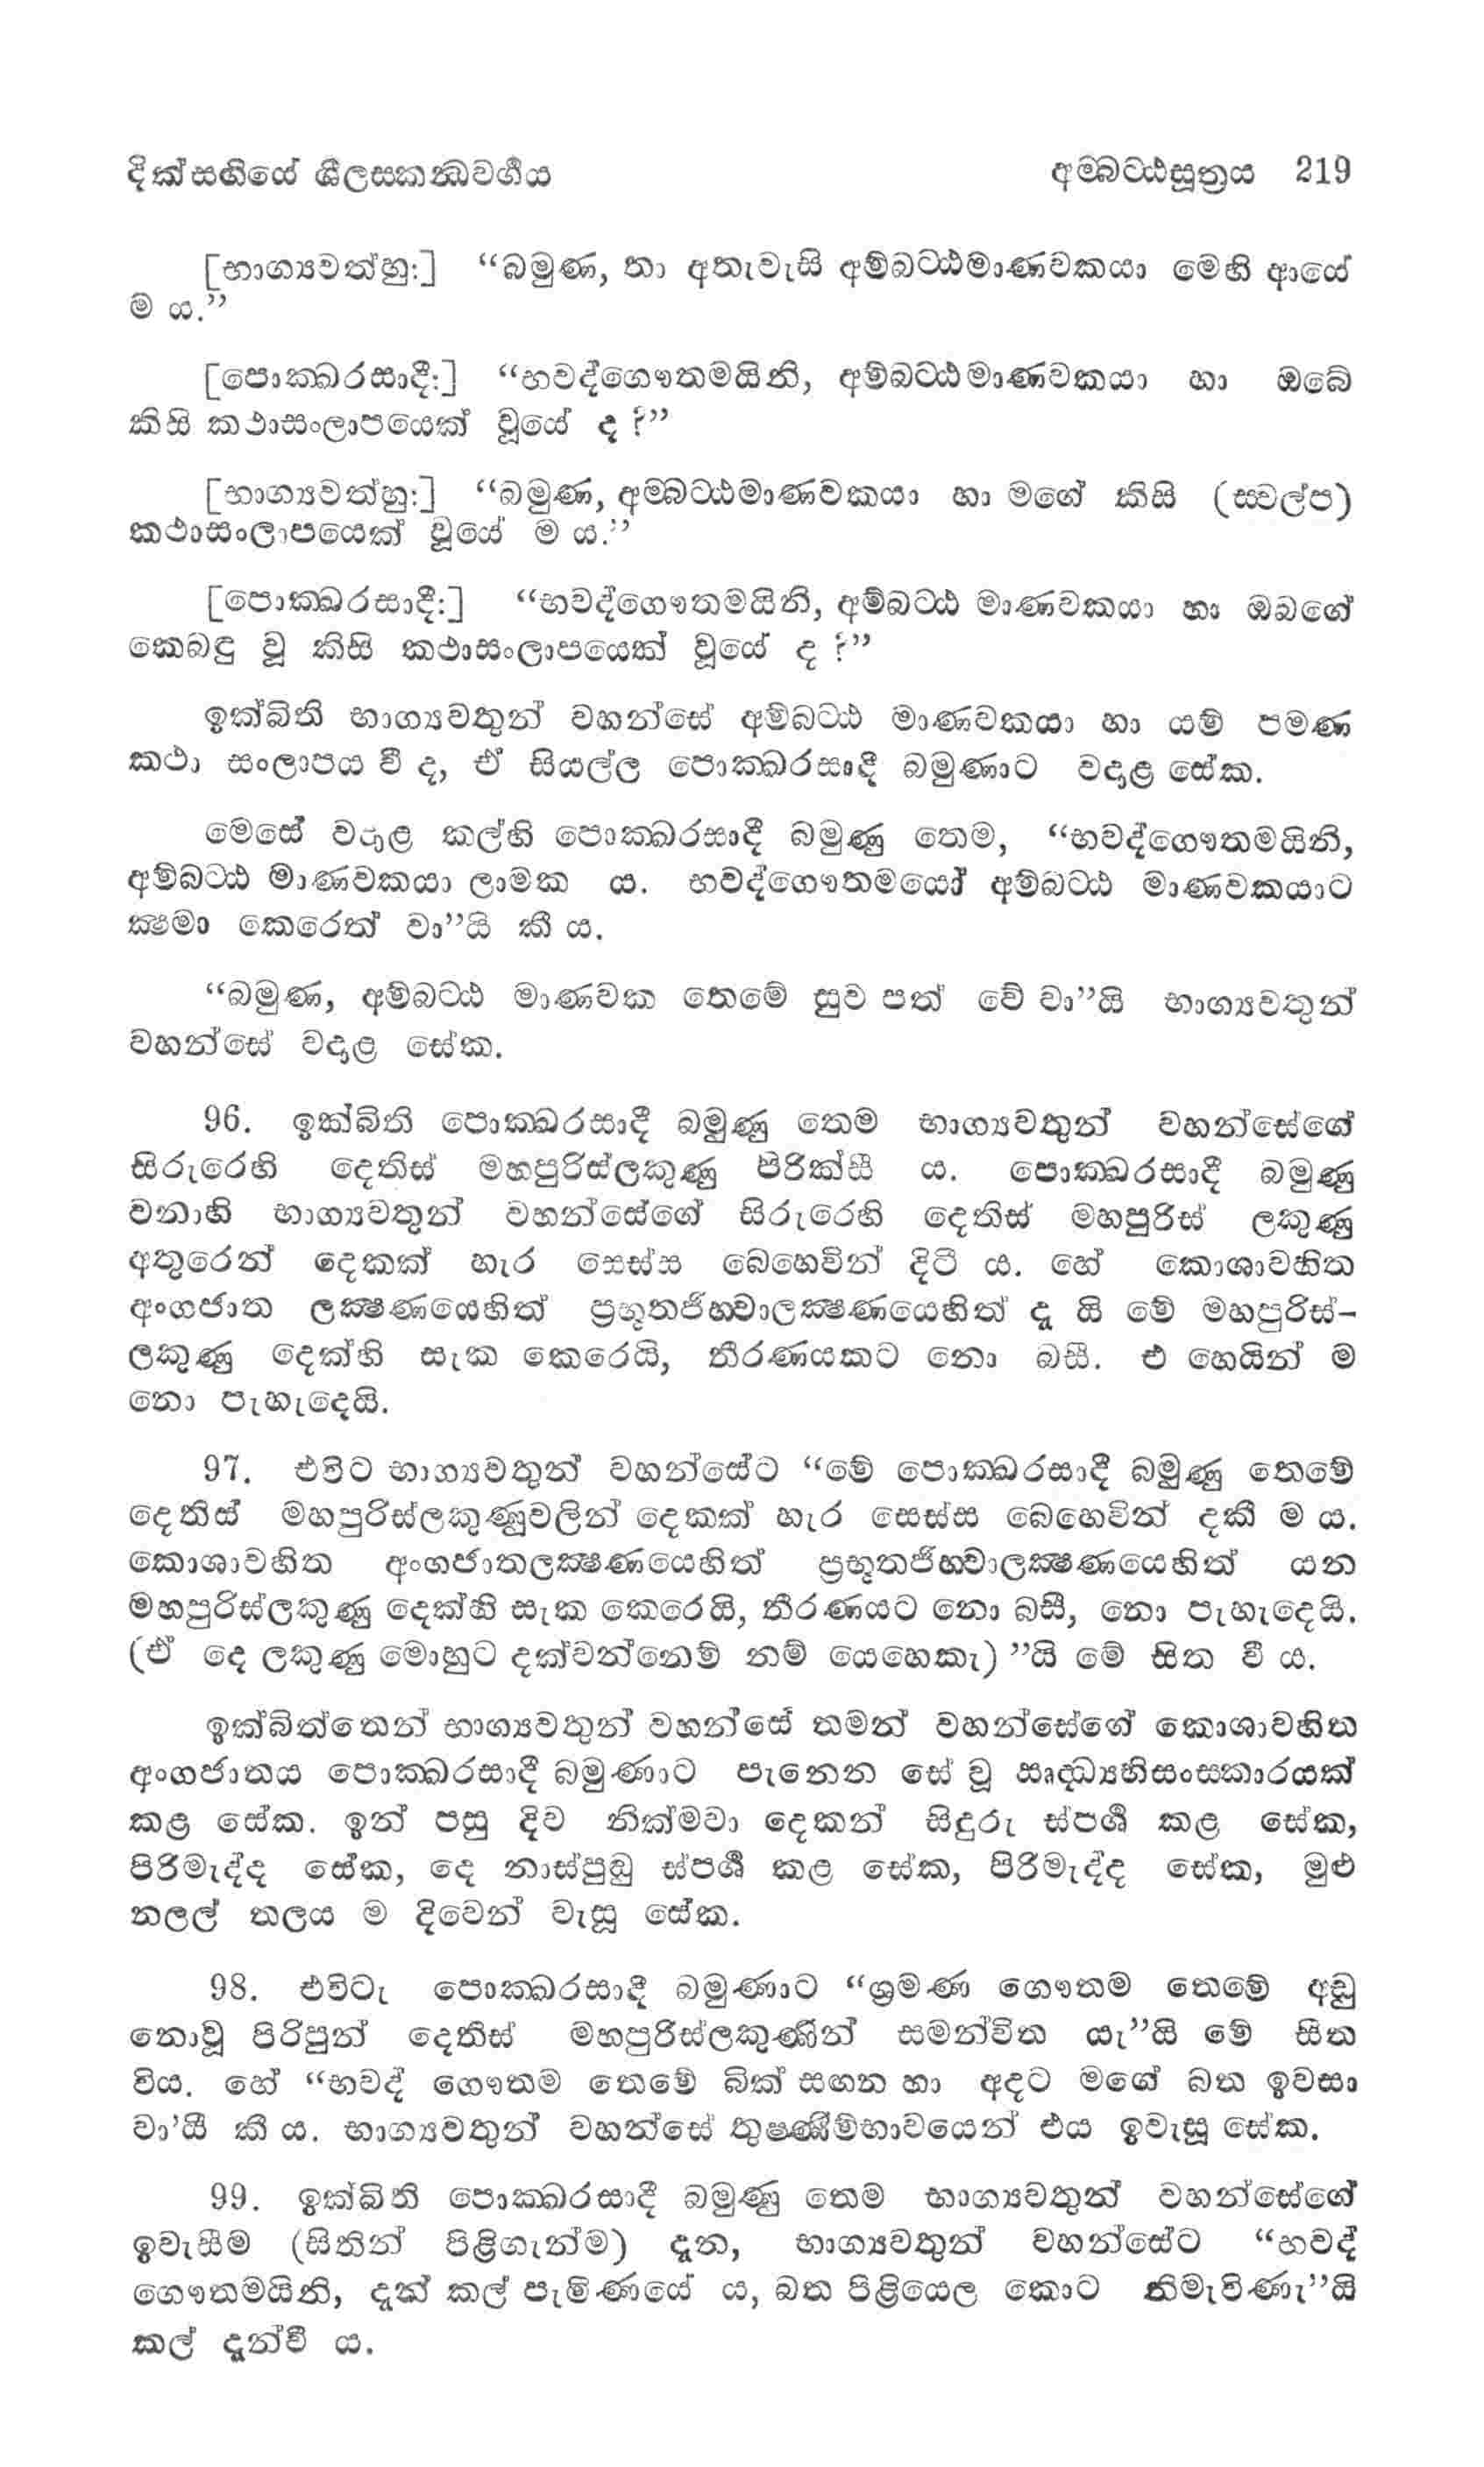 දික්සඟියේ ශීලසකන්ධවර්ගය අම්බට්ඨසූත්‍රය 219
[භාග්‍යවත්හු:] “බමුණ, තා අතැවැසි අම්බට්ඨමාණවකයා මෙහි ආයේ
ම ය.”
[පොක්ඛරසාදී:] “භවද්ගෞතමයිනි, අම්බට්ඨමාණවකයා හා ඔබේ
කිසි කථාසංලාපයෙක් වූයේ ද ?”
[භාග්‍යවත්හු:] “බමුණ, අම්බට්ඨමාණවකයා හා මගේ කිසි (ස්වල්ප)
කථාසංලාපයෙක් වූයේ ම ය.”
[පොක්ඛරසාදී:] “භවද්ගෞතමයිනි, අම්බට්ඨ මාණවකයා හා ඔබගේ
කෙබඳු වූ කිසි කථාසංලාපයෙක් වූයේ ද ?”
ඉක්බිති භාග්‍යවතුන් වහන්සේ අම්බට්ඨ මාණවකයා හා යම් පමණ
කථා සංලාපය වී ද, ඒ සියල්ල පොක්ඛරසාදී බමුණාට වදාළ සේක.
මෙසේ වදාළ කල්හි පොක්ඛරසාදී බමුණු තෙම, “භවද්ගෞතමයිනි,
අම්බට්ඨ මාණවකයා ලාමක ය. භවද්ගෞතමයෝ අම්බට්ඨ මාණවකයාට
ක්‍ෂමා කෙරෙත් වා”යි කී ය.
“බමුණ, අම්බට්ඨ මාණවක තෙමේ සුව පත් වේ වා”යි භාග්‍යවතුන්
වහන්සේ වදාළ සේක.
96. ඉක්බිති පොක්ඛරසාදී බමුණු තෙම භාග්‍යවතුන් වහන්සේගේ
සිරුරෙහි දෙතිස් මහපුරිස්ලකුණු පිරික්සී ය. පොක්ඛරසාදී බමුණු
වනාහි භාග්‍යවතුන් වහන්සේගේ සිරුරෙහි දෙතිස් මහපුරිස් ලකුණු
අතුරෙන් දෙකක් හැර සෙස්ස බෙහෙවින් දිටී ය. හේ කොශාවහිත
අංගජාත ලක්‍ෂණයෙහිත් ප්‍රභූතජිහ්වාලක්‍ෂණයෙහිත් දැ යි මේ මහපුරිස්-
ලකුණු දෙක්හි සැක කෙරෙයි, තීරණයකට නො බසී. එ හෙයින් ම
නො පැහැදෙයි.
97. එවිට භාග්‍යවතුන් වහන්සේට “මේ පොක්ඛරසාදී බමුණු තෙමේ
දෙතිස් මහපුරිස්ලකුණුවලින් දෙකක් හැර සෙස්ස බෙහෙවින් දකී ම ය.
කොශාවහිත අංගජාතලක්‍ෂණයෙහිත් ප්‍රභූතජිහ්වාලක්‍ෂණයෙහිත් යන
මහපුරිස්ලකුණු දෙක්හි සැක කෙරෙයි, තීරණයට නො බසී, නො පැහැදෙයි.
(ඒ දෙ ලකුණු මොහුට දක්වන්නෙම් නම් යෙහෙකැ)”යි මේ සිත වී ය.
ඉක්බිත්තෙන් භාග්‍යවතුන් වහන්සේ තමන් වහන්සේගේ කොශාවහිත
අංගජාතය පොක්ඛරසාදී බමුණාට පැනෙන සේ වූ ඍද්ධ්‍යභිසංස්කාරයක්
කළ සේක. ඉන් පසු දිව නික්මවා දෙකන් සිදුරු ස්පර්‍ශ කළ සේක,
පිරිමැද්ද සේක, දෙ නාස්පුඬු ස්පර්‍ශ කළ සේක, පිරිමැද්ද සේක, මුළු
නලල් තලය ම දිවෙන් වැසූ සේක.
98. එවිටැ පොක්ඛරසාදී බමුණාට “ශ්‍රමණ ගෞතම තෙමේ අඩු
නොවූ පිරිපුන් දෙතිස් මහපුරිස්ලකුණින් සමන්විත යැ”යි මේ සිත
විය. හේ “භවද් ගෞතම තෙමේ බික් සඟන හා අදට මගේ බත ඉවසා
වා’යී කී ය. භාග්‍යවතුන් වහන්සේ තුෂ්ණීම්භාවයෙන් එය ඉවැසූ සේක.
99. ඉක්බිති පොක්ඛරසාදී බමුණු තෙම භාග්‍යවතුන් වහන්සේගේ
ඉවැසීම (සිතින් පිළිගැන්ම) දැන, භාග්‍යවතුන් වහන්සේට “භවද්
ගෞතමයිනි, දැන් කල් පැමිණියේ ය, බත පිළියෙල කොට නිමැවිණැ”යි
කල් දැන්වී ය.